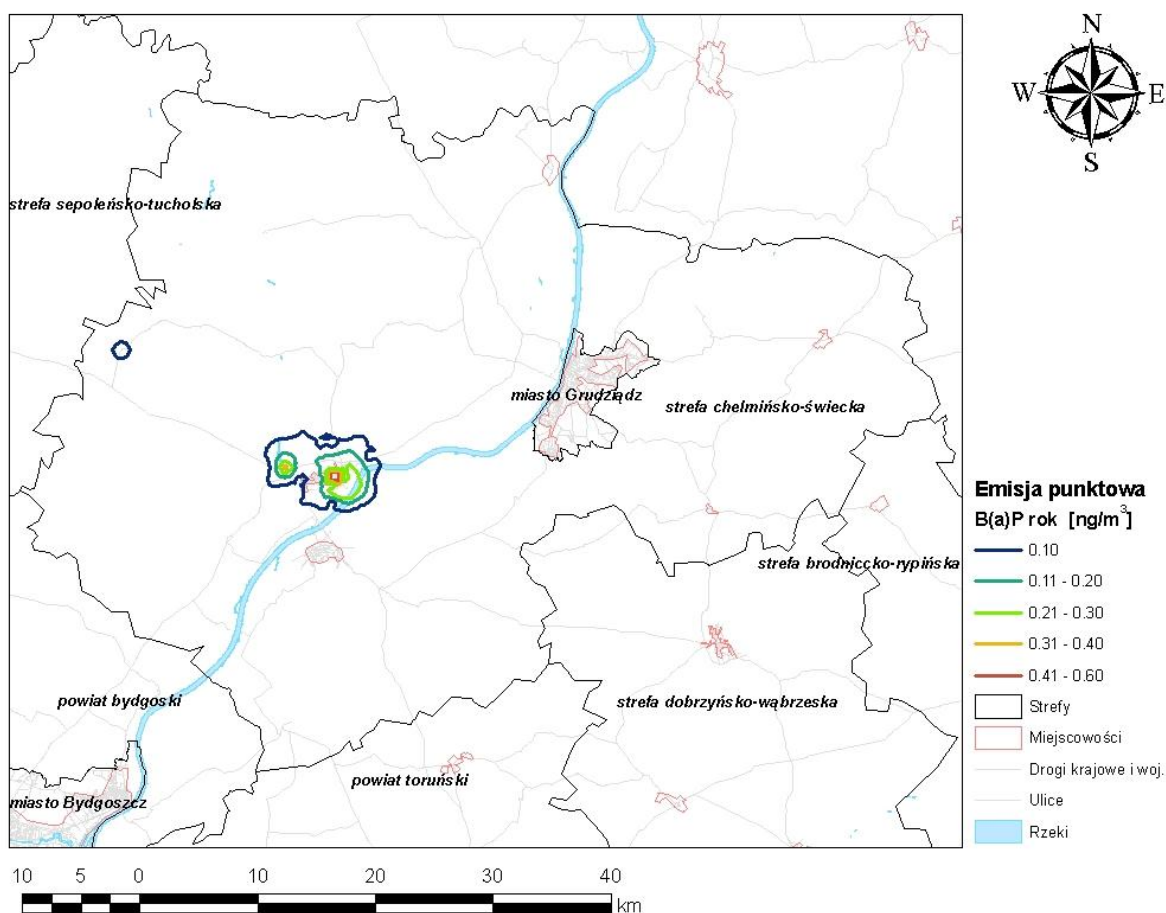 N
W E
S
strefa sepoleńsko-tucholska
miasto Grudziądz
strefa chelmińsko-świecka
strefa brodniccko-rypińska
powiat bydgoski
strefa dobrzyńsko-wąbrzeska
powiat toruński
miasto Bydgoszcz
Emisja punktowa
B(a)P rok [ng/m³]
0.10
0.11 - 0.20
0.21 - 0.30
0.31 - 0.40
0.41 - 0.60
Strefy
Miejscowości
Drogi krajowe i woj.
Ulice
Rzeki
10 5 0 10 20 30 40
km